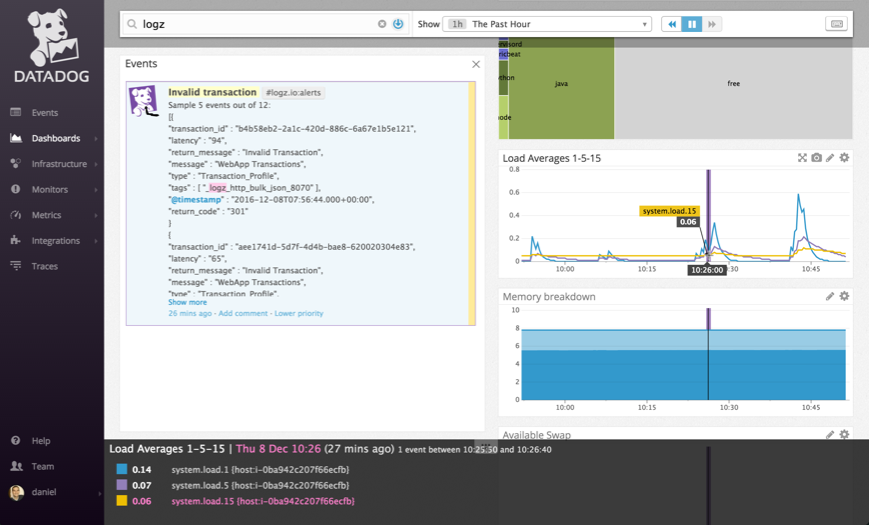 DATADOG
Events
Dashboards
Infrastructure
Monitors
Metrics
Integrations
Traces
Help
Team
daniel
logz
Show 1h The Past Hour
Events
Invalid transaction #logz.io:alerts
Sample 5 events out of 12:
[{
"transaction_id" : "b4b58eb2-2a1c-420d-886c-6a67e1b5e121",
"latency" : "94",
"return_message" : "Invalid Transaction",
"message" : "WebApp Transactions",
"type" : "Transaction_Profile",
"tags" : [ "_logz_http_bulk_json_8070" ],
"@timestamp" : "2016-12-08T07:56:44.000+00:00",
"return_code" : "301"
}
{
"transaction_id" : "aee1741d-5d7f-4d4b-bae8-620020304e83",
"latency" : "65",
"return_message" : "Invalid Transaction",
"message" : "WebApp Transactions",
"type" : "Transaction_Profile",
Show more
26 mins ago - Add comment - Lower priority
java
free
Load Averages 1-5-15
0.8
0.6
0.4
0.2
0
system.load.15
0.06
10:00
10:15
10:26:00
10:30
10:45
Memory breakdown
10
8
6
4
2
0
10:00
10:15
10:30
10:45
Available Swap
Load Averages 1-5-15 | Thu 8 Dec 10:26 (27 mins ago) 1 event between 10:25:50 and 10:26:40
0.14 system.load.1 {host:i-0ba942c207f66ecfb}
0.07 system.load.5 {host:i-0ba942c207f66ecfb}
0.06 system.load.15 {host:i-0ba942c207f66ecfb}